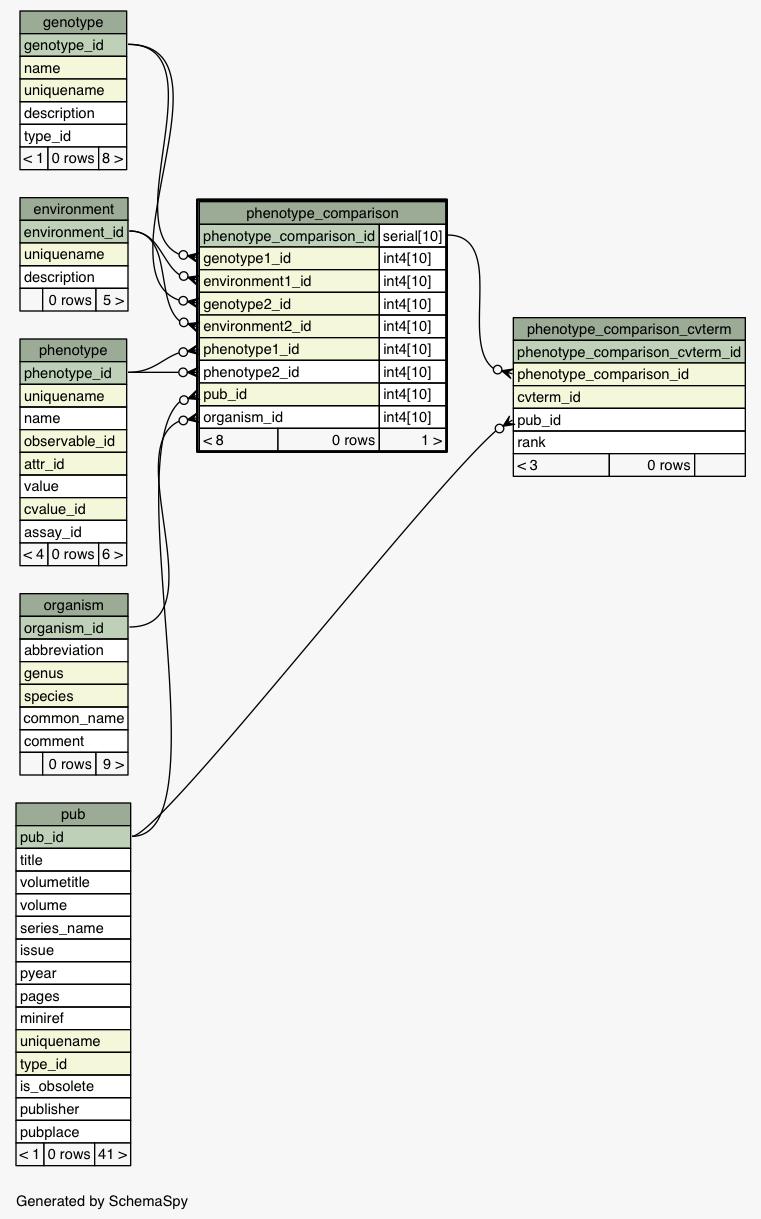 genotype
genotype_id
name
uniquename
description
type_id
< 1 0 rows 8 >
environment
environment_id
uniquename
description
0 rows 5 >
phenotype
phenotype_id
uniquename
name
observable_id
attr_id
value
cvalue_id
assay_id
< 4 0 rows 6 >
organism
organism_id
abbreviation
genus
species
common_name
comment
0 rows 9 >
pub
pub_id
title
volumetitle
volume
series_name
issue
pyear
pages
miniref
uniquename
type_id
is_obsolete
publisher
pubplace
< 1 0 rows 41 >
phenotype_comparison
phenotype_comparison_id serial[10]
genotype1_id int4[10]
environment1_id int4[10]
genotype2_id int4[10]
environment2_id int4[10]
phenotype1_id int4[10]
phenotype2_id int4[10]
pub_id int4[10]
organism_id int4[10]
< 8 0 rows 1 >
phenotype_comparison_cvterm
phenotype_comparison_cvterm_id
phenotype_comparison_id
cvterm_id
pub_id
rank
< 3 0 rows
Generated by SchemaSpy